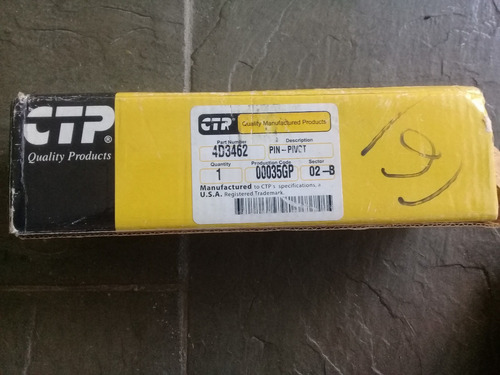 CTP
Quality Products
CTP Quality Manufactured Products
Part Number Description
4D3462 PIN-PIVOT
Quantity Production Code Sector
1 00035GP 02-B
Manufactured to CTP's specifications.
U.S.A. Registered Trademark.